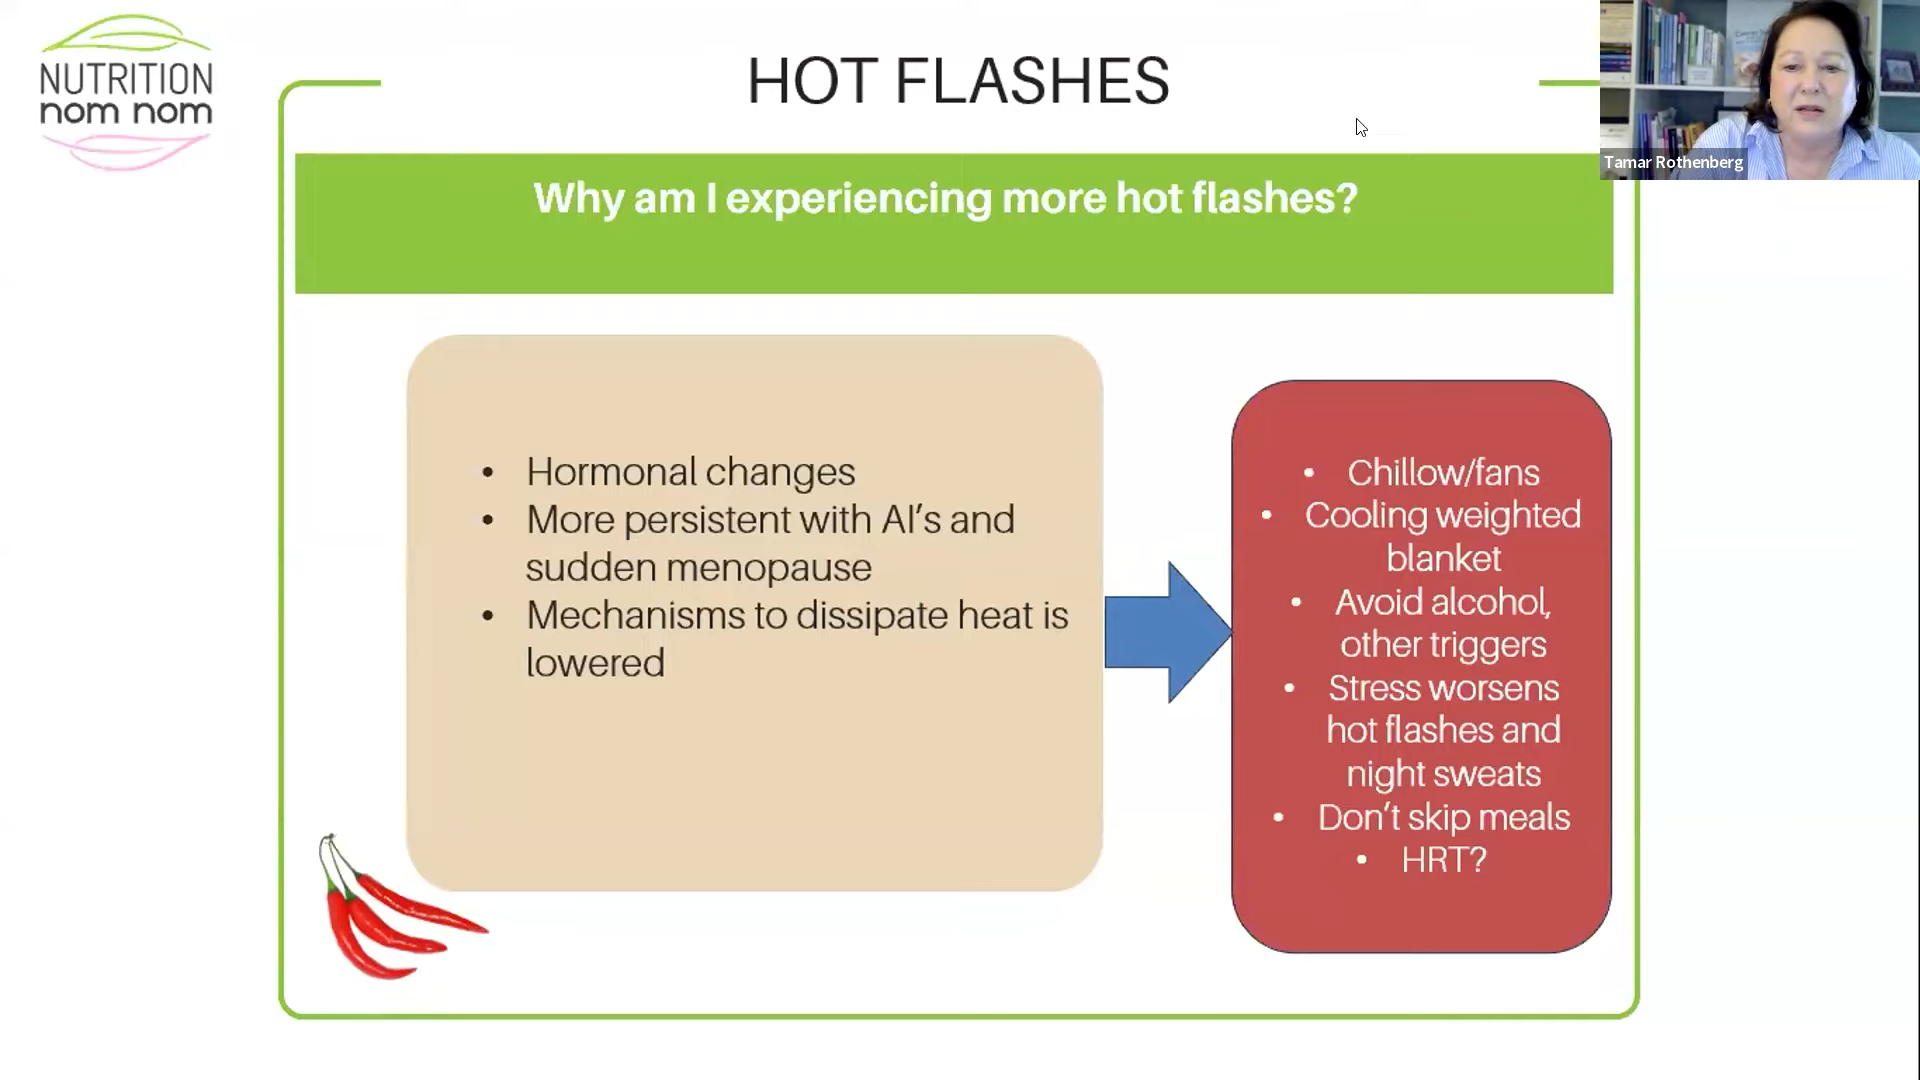 NUTRITION
nom nom
HOT FLASHES
Tamar Rothenberg
Why am I experiencing more hot flashes?
• Hormonal changes
• More persistent with AI’s and
sudden menopause
• Mechanisms to dissipate heat is
lowered
• Chillow/fans
• Cooling weighted
blanket
• Avoid alcohol,
other triggers
• Stress worsens
hot flashes and
night sweats
• Don’t skip meals
• HRT?